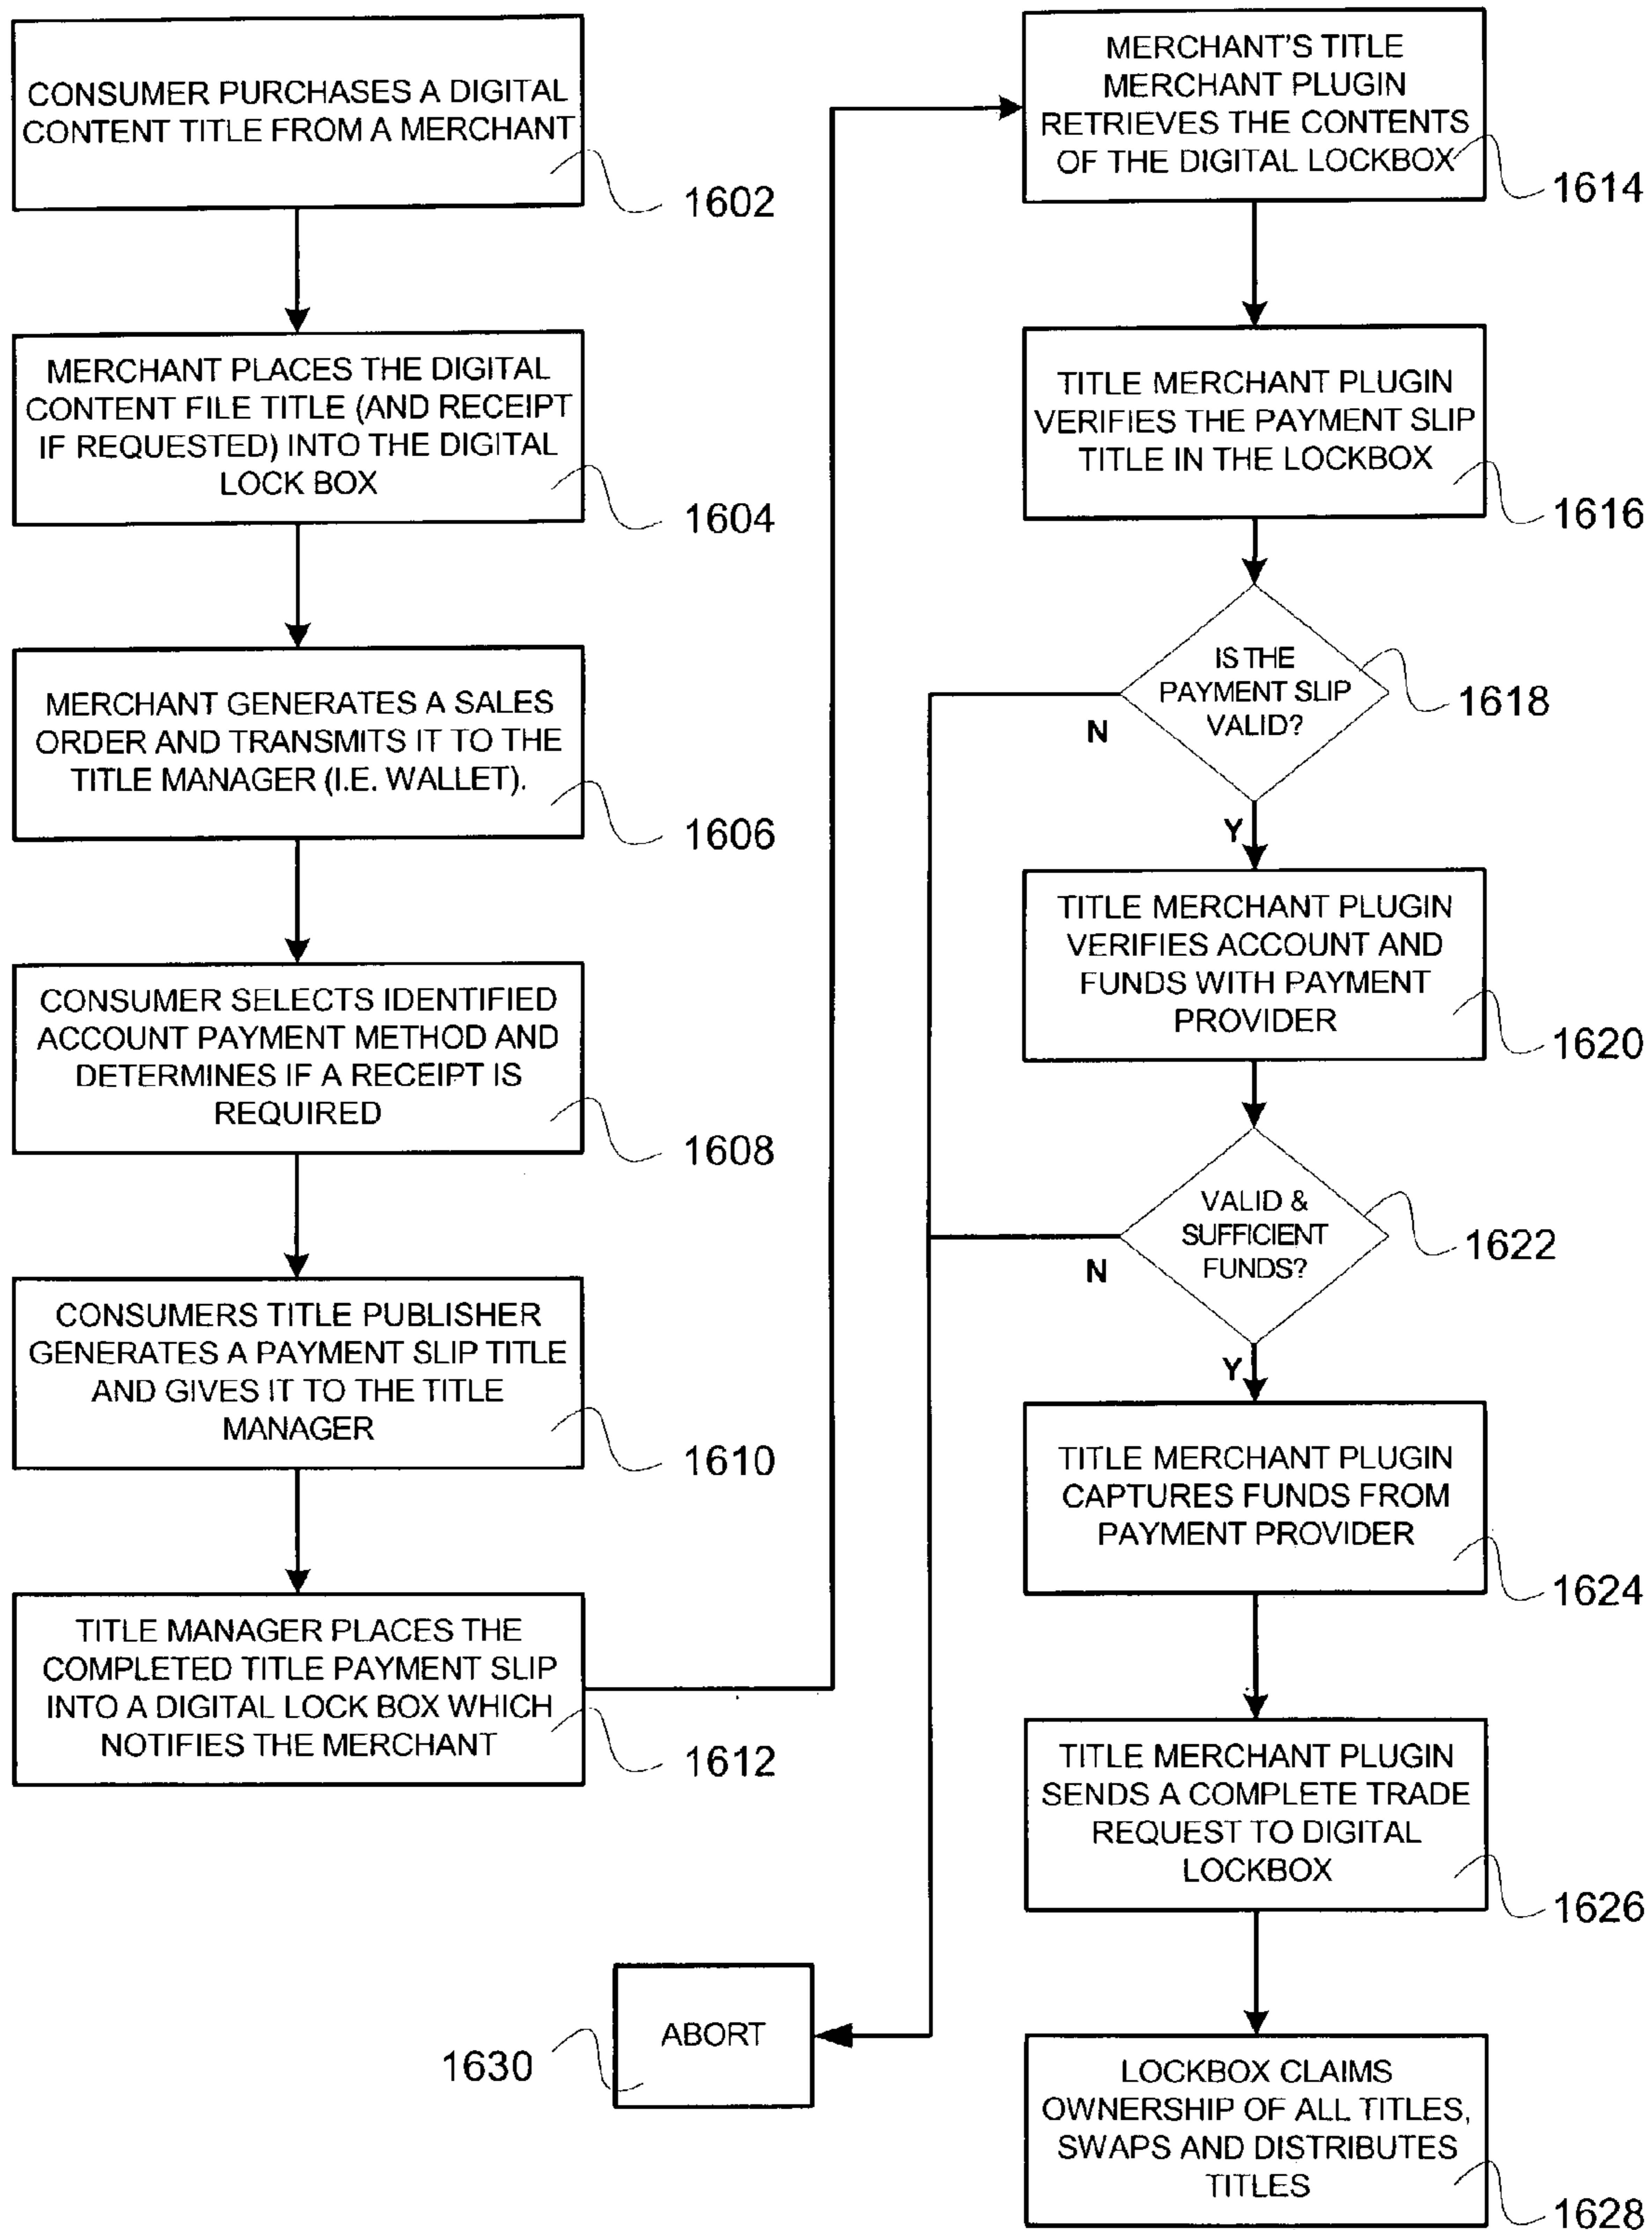 CONSUMER PURCHASES A DIGITAL
CONTENT TITLE FROM A MERCHANT
1602
MERCHANT PLACES THE DIGITAL
CONTENT FILE TITLE (AND RECEIPT
IF REQUESTED) INTO THE DIGITAL
LOCK BOX
1604
MERCHANT GENERATES A SALES
ORDER AND TRANSMITS IT TO THE
TITLE MANAGER (I.E. WALLET).
1606
CONSUMER SELECTS IDENTIFIED
ACCOUNT PAYMENT METHOD AND
DETERMINES IF A RECEIPT IS
REQUIRED
1608
CONSUMERS TITLE PUBLISHER
GENERATES A PAYMENT SLIP TITLE
AND GIVES IT TO THE TITLE
MANAGER
1610
TITLE MANAGER PLACES THE
COMPLETED TITLE PAYMENT SLIP
INTO A DIGITAL LOCK BOX WHICH
NOTIFIES THE MERCHANT
1612
MERCHANT'S TITLE
MERCHANT PLUGIN
RETRIEVES THE CONTENTS
OF THE DIGITAL LOCKBOX
1614
TITLE MERCHANT PLUGIN
VERIFIES THE PAYMENT SLIP
TITLE IN THE LOCKBOX
1616
IS THE
PAYMENT SLIP
VALID?
1618
N
Y
TITLE MERCHANT PLUGIN
VERIFIES ACCOUNT AND
FUNDS WITH PAYMENT
PROVIDER
1620
VALID &
SUFFICIENT
FUNDS?
1622
N
Y
TITLE MERCHANT PLUGIN
CAPTURES FUNDS FROM
PAYMENT PROVIDER
1624
TITLE MERCHANT PLUGIN
SENDS A COMPLETE TRADE
REQUEST TO DIGITAL
LOCKBOX
1626
LOCKBOX CLAIMS
OWNERSHIP OF ALL TITLES,
SWAPS AND DISTRIBUTES
TITLES
1628
ABORT
1630